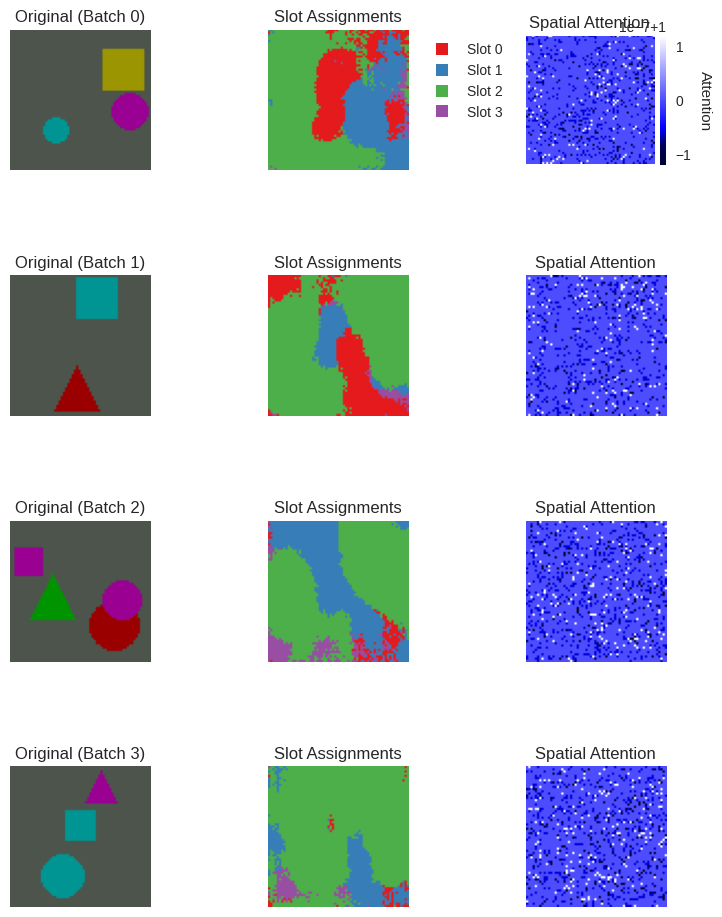 Original (Batch 0)
Slot Assignments
Slot 0
Slot 1
Slot 2
Slot 3
Spatial Attention
1e−7+1
1
0
−1
Attention
Original (Batch 1)
Slot Assignments
Spatial Attention
Original (Batch 2)
Slot Assignments
Spatial Attention
Original (Batch 3)
Slot Assignments
Spatial Attention